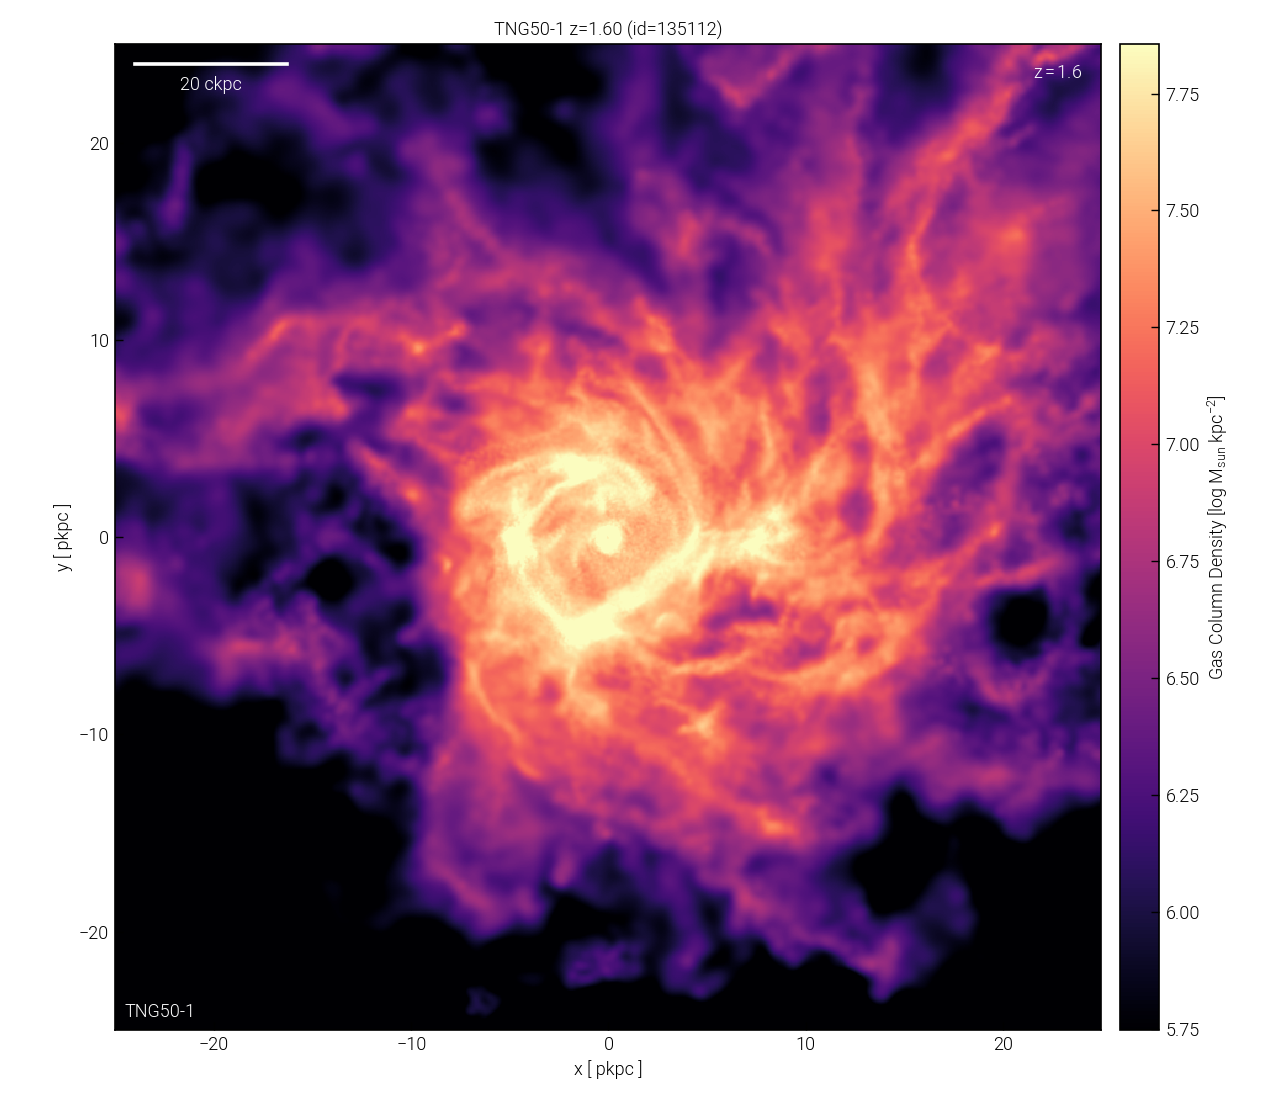 TNG50-1 z=1.60 (id=135112)
20 ckpc
z=1.6
TNG50-1
20
10
0
−10
−20
y [ pkpc ]
−20 −10 0 10 20
x [ pkpc ]
7.75
7.50
7.25
7.00
6.75
6.50
6.25
6.00
5.75
Gas Column Density [log M_sun kpc^−2]